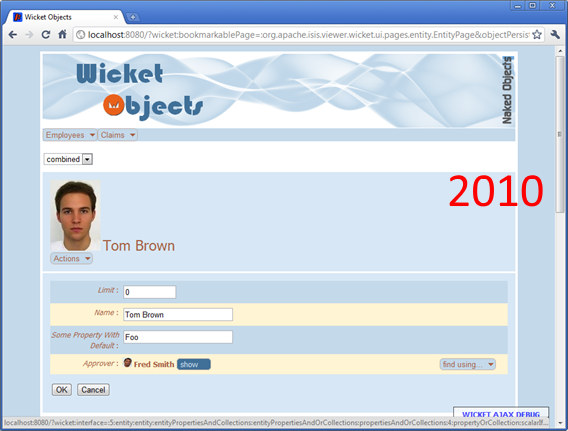 Wicket Objects
localhost:8080/?wicket:bookmarkablePage=:org.apache.isis.viewer.wicket.ui.pages.entity.EntityPage&objectPersist
Wicket
Objects
Naked Objects
Employees
Claims
combined
2010
Tom Brown
Actions
Limit :
0
Name :
Tom Brown
Some Property With
Default :
Foo
Approver :
Fred Smith
show
find using...
OK
Cancel
WICKET AJAX DEBUG
localhost:8080/?wicket:interface=:5:entity:entityPropertiesAndCollections:entityPropertiesAndOrCollections:propertiesAndOrCollections:4:propertyOrCollection:scalarIf...